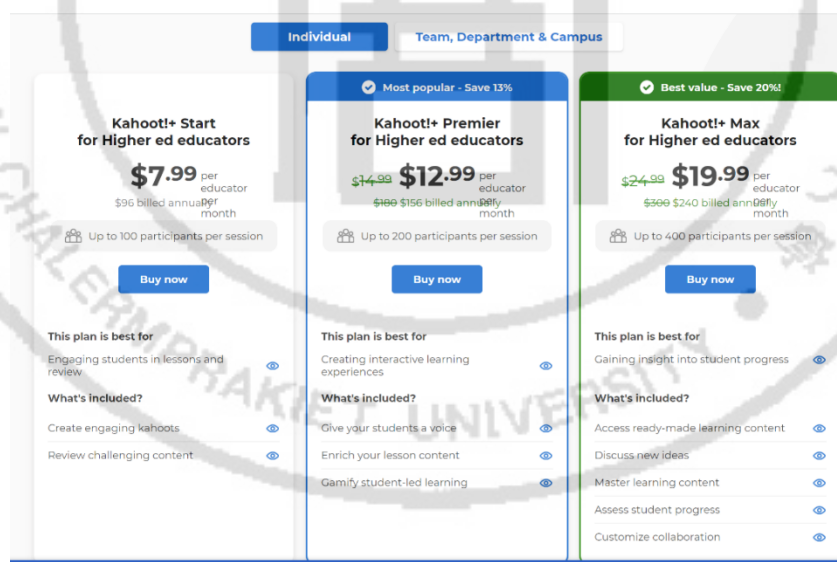 Individual
Team, Department & Campus
Kahoot!+ Start
for Higher ed educators
$7.99 per educator per month
$96 billed annually
Up to 100 participants per session
Buy now
This plan is best for
Engaging students in lessons and
review
What's included?
Create engaging kahoots
Review challenging content
Most popular - Save 13%
Kahoot!+ Premier
for Higher ed educators
$14.99 $12.99 per educator per month
$180 $156 billed annually
Up to 200 participants per session
Buy now
This plan is best for
Creating interactive learning
experiences
What's included?
Give your students a voice
Enrich your lesson content
Gamify student-led learning
Best value - Save 20%!
Kahoot!+ Max
for Higher ed educators
$24.99 $19.99 per educator per month
$300 $240 billed annually
Up to 400 participants per session
Buy now
This plan is best for
Gaining insight into student progress
What's included?
Access ready-made learning content
Discuss new ideas
Master learning content
Assess student progress
Customize collaboration
CHALERMPRAKIET UNIVERSITY